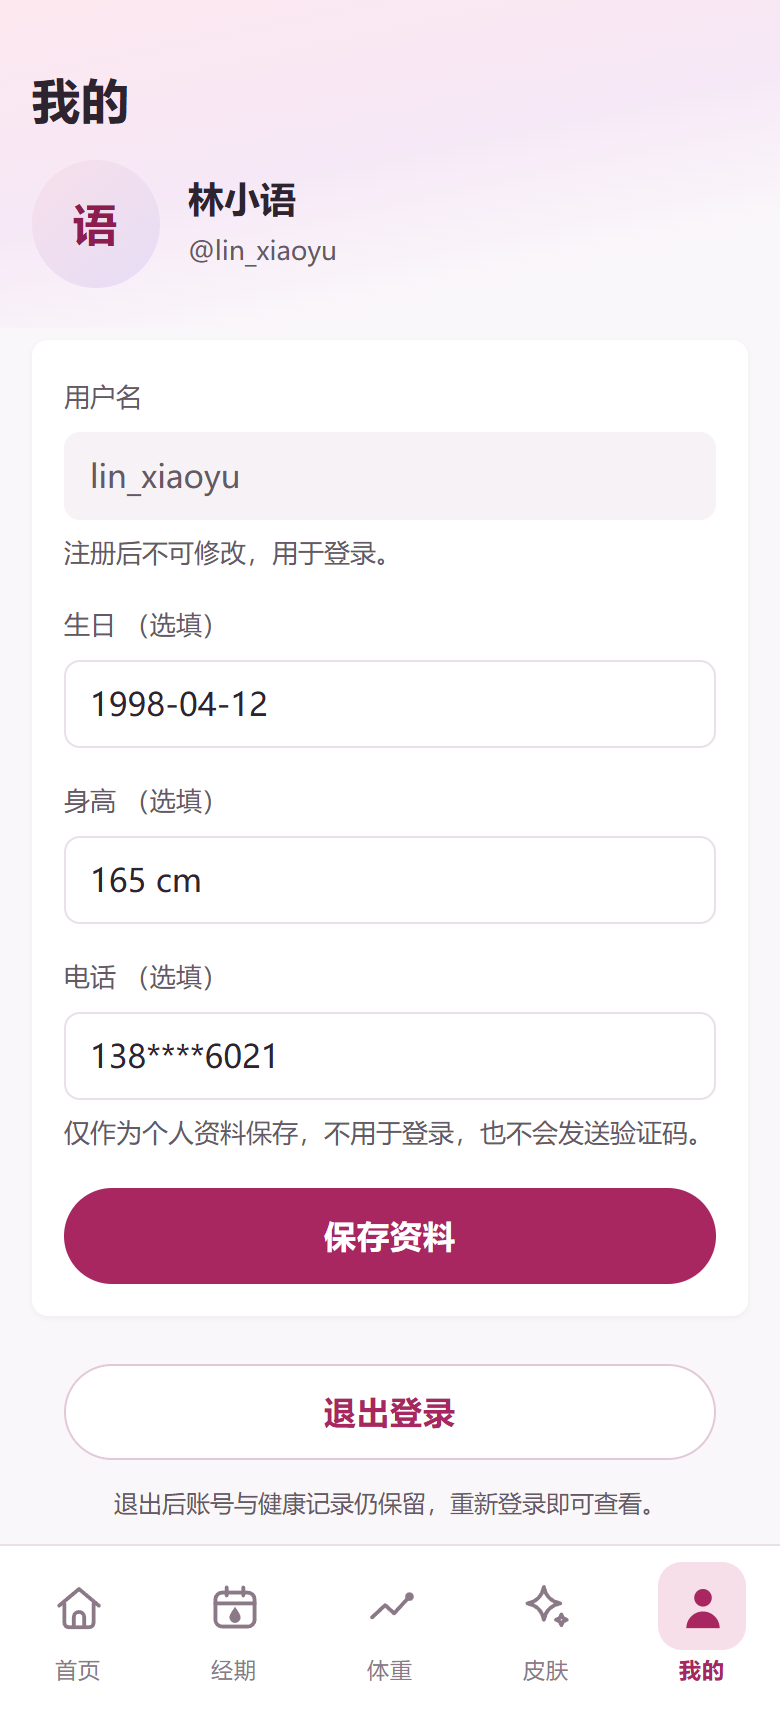 我的
语
林小语
@lin_xiaoyu
用户名
lin_xiaoyu
注册后不可修改，用于登录。
生日 （选填）
1998-04-12
身高 （选填）
165 cm
电话 （选填）
138****6021
仅作为个人资料保存，不用于登录，也不会发送验证码。
保存资料
退出登录
退出后账号与健康记录仍保留，重新登录即可查看。
首页 经期 体重 皮肤 我的